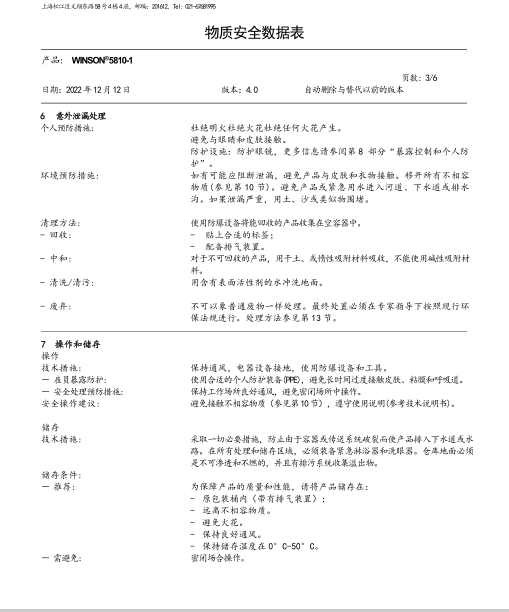 上海松江区文翔东路58号4栋4层, 邮编: 201612, Tel: 021-67681995
物质安全数据表
产品: WINSON®5810-1
页数: 3/6
日期: 2022年12月12日 版本: 4.0 自动删除与替代以前的版本
6 意外泄漏处理
个人预防措施: 杜绝明火杜绝火花杜绝任何火花产生。
避免与眼睛和皮肤接触。
防护设施: 防护眼镜, 更多信息请参阅第8 部分“暴露控制和个人防
护”。
环境预防措施: 如有可能应阻断泄漏, 避免产品与皮肤和衣物接触。移开所有不相容
物质(参见第10节)。避免产品或紧急用水进入河道、下水道或排水
沟。如果泄漏严重, 用土、沙或类似物围堵。
清理方法: 使用防爆设备将能回收的产品收集在空容器中。
- 回收: - 贴上合适的标签;
- 配备排气装置。
- 中和: 对于不可回收的产品, 用干土、或惰性吸附材料吸收, 不能使用碱性吸附材
料。
- 清洗/清污: 用含有表面活性剂的水冲洗地面。
- 废弃: 不可以象普通废物一样处理。最终处置必须在专家指导下按照现行环
保法规进行。处理方法参见第13节。
7 操作和储存
操作
技术措施: 保持通风, 电器设备接地, 使用防爆设备和工具。
— 雇员暴露防护: 使用合适的个人防护装备(PPE), 避免长时间过度接触皮肤、粘膜和呼吸道。
— 安全处理预防措施: 保持工作场所良好通风, 避免密闭场所中操作。
安全操作建议: 避免接触不相容物质(参见第10节), 遵守使用说明(参考技术说明书)。
储存
技术措施: 采取一切必要措施, 防止由于容器或传送系统破裂而使产品排入下水道或水
路。在所有处理和储存区域, 必须装备紧急淋浴器和洗眼器。仓库地面必须
是不可渗透和不燃的, 并且有排污系统收集溢出物。
储存条件:
— 推荐: 为保障产品的质量和性能, 请将产品储存在:
- 原包装桶内(带有排气装置);
- 远离不相容物质。
- 避免火花。
- 保持良好通风。
- 保持储存温度在0°C-50°C。
— 需避免: 密闭场合操作。